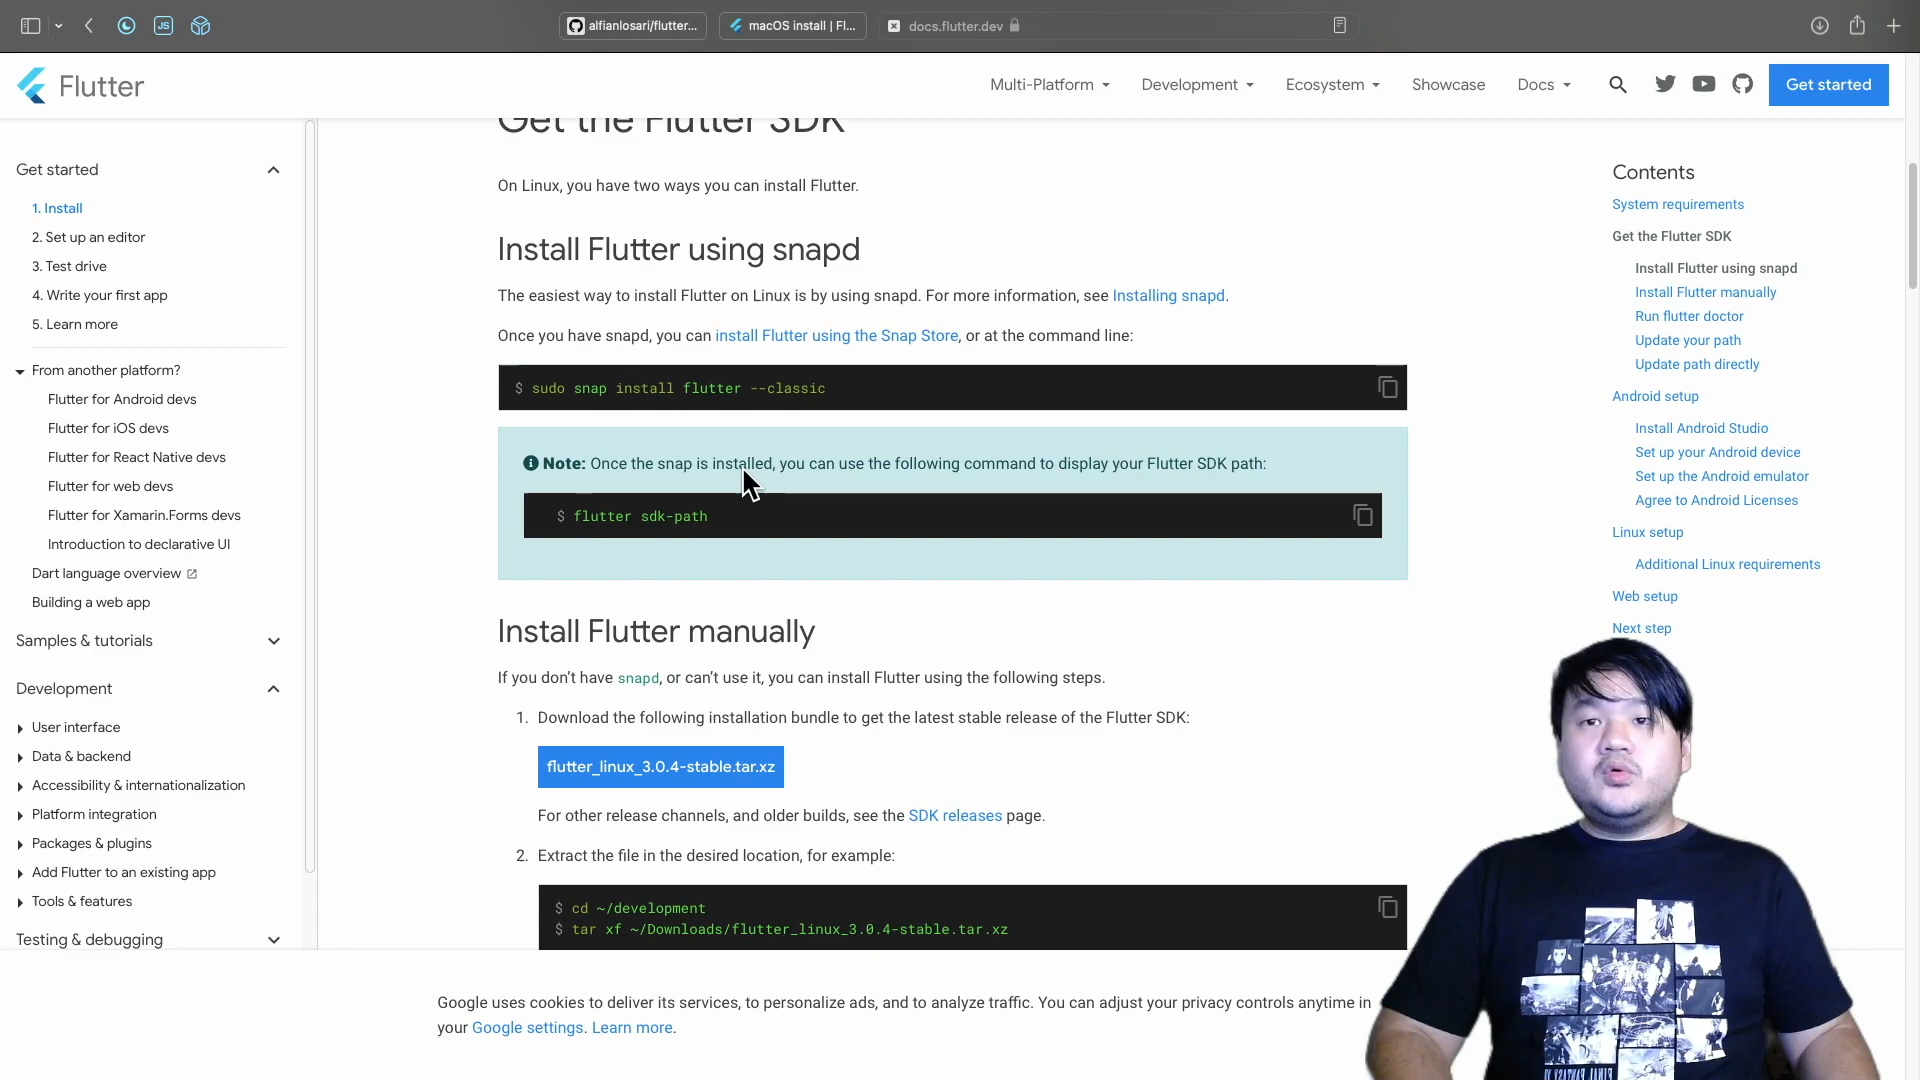 alfianlosari/flutter...
macOS install | Fl...
docs.flutter.dev
Flutter
Multi-Platform
Development
Ecosystem
Showcase
Docs
Get started
Get started
1. Install
2. Set up an editor
3. Test drive
4. Write your first app
5. Learn more
From another platform?
Flutter for Android devs
Flutter for iOS devs
Flutter for React Native devs
Flutter for web devs
Flutter for Xamarin.Forms devs
Introduction to declarative UI
Dart language overview
Building a web app
Samples & tutorials
Development
User interface
Data & backend
Accessibility & internationalization
Platform integration
Packages & plugins
Add Flutter to an existing app
Tools & features
Testing & debugging
Get the Flutter SDK
On Linux, you have two ways you can install Flutter.
Install Flutter using snapd
The easiest way to install Flutter on Linux is by using snapd. For more information, see Installing snapd.
Once you have snapd, you can install Flutter using the Snap Store, or at the command line:
$ sudo snap install flutter --classic
Note: Once the snap is installed, you can use the following command to display your Flutter SDK path:
$ flutter sdk-path
Install Flutter manually
If you don't have snapd, or can't use it, you can install Flutter using the following steps.
1. Download the following installation bundle to get the latest stable release of the Flutter SDK:
flutter_linux_3.0.4-stable.tar.xz
For other release channels, and older builds, see the SDK releases page.
2. Extract the file in the desired location, for example:
$ cd ~/development
$ tar xf ~/Downloads/flutter_linux_3.0.4-stable.tar.xz
Contents
System requirements
Get the Flutter SDK
Install Flutter using snapd
Install Flutter manually
Run flutter doctor
Update your path
Update path directly
Android setup
Install Android Studio
Set up your Android device
Set up the Android emulator
Agree to Android Licenses
Linux setup
Additional Linux requirements
Web setup
Next step
Google uses cookies to deliver its services, to personalize ads, and to analyze traffic. You can adjust your privacy controls anytime in
your Google settings. Learn more.
JS
FINAL FANTASY